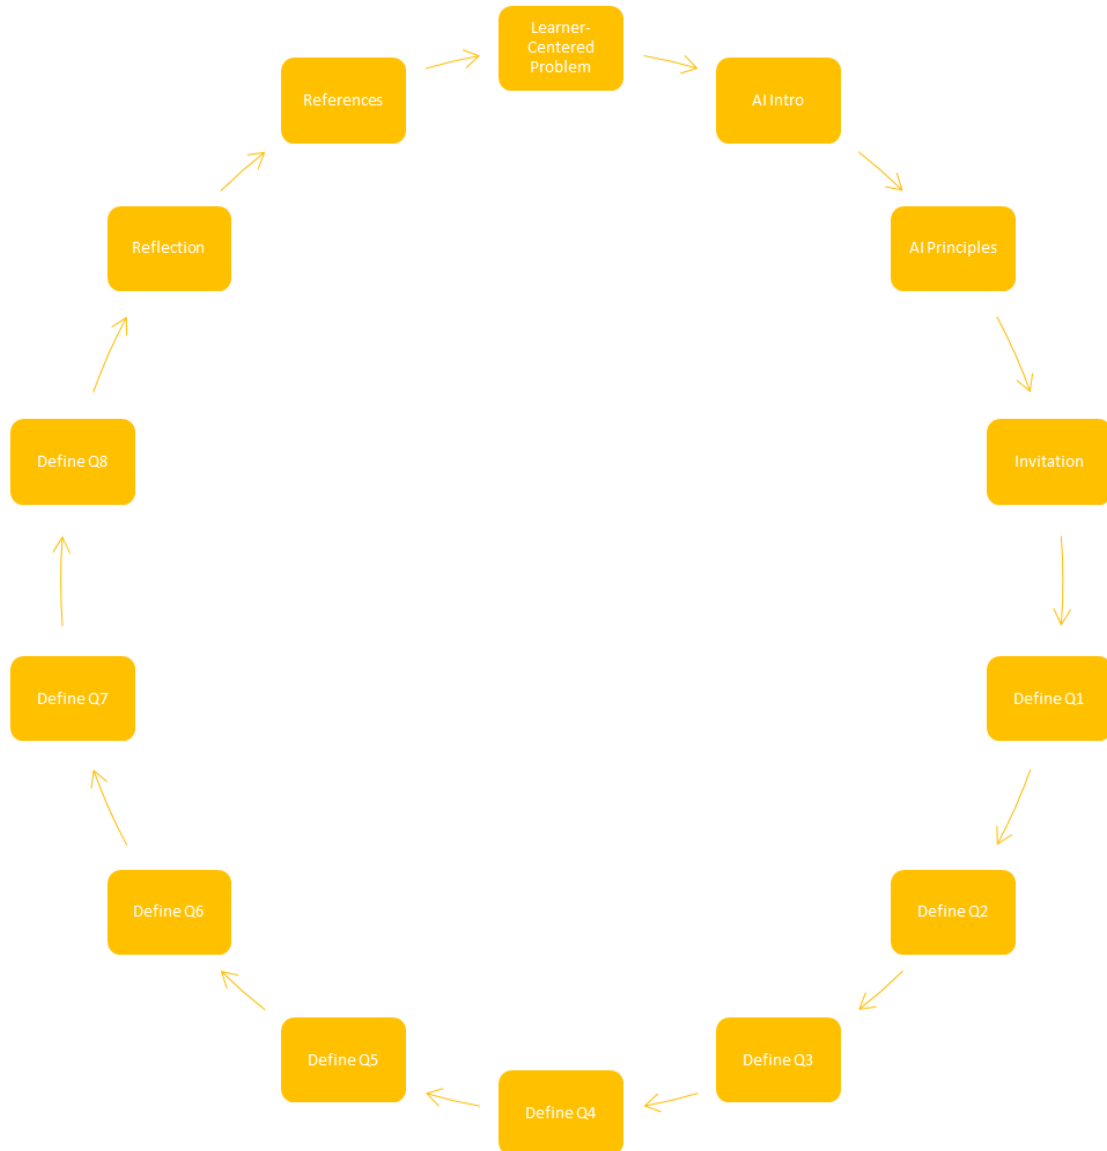 Learner-
Centered
Problem
AI Intro
AI Principles
Invitation
Define Q1
Define Q2
Define Q3
Define Q4
Define Q5
Define Q6
Define Q7
Define Q8
Reflection
References